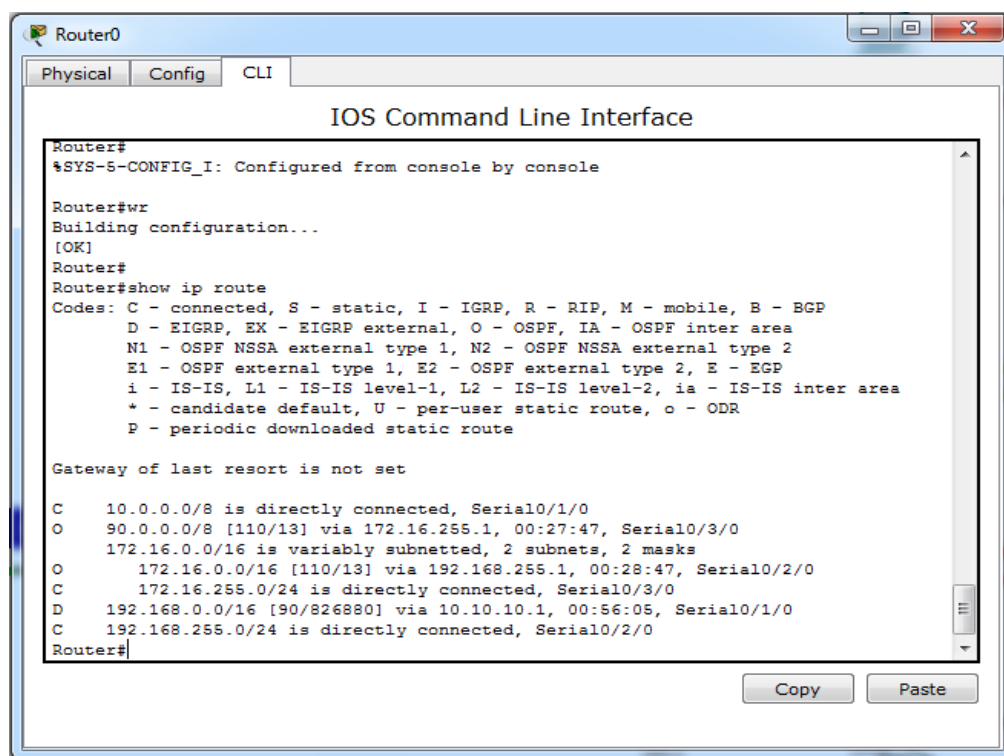 Router0
Physical Config CLI
IOS Command Line Interface
Router#
%SYS-5-CONFIG_I: Configured from console by console
Router#wr
Building configuration...
[OK]
Router#
Router#show ip route
Codes: C - connected, S - static, I - IGRP, R - RIP, M - mobile, B - BGP
D - EIGRP, EX - EIGRP external, O - OSPF, IA - OSPF inter area
N1 - OSPF NSSA external type 1, N2 - OSPF NSSA external type 2
E1 - OSPF external type 1, E2 - OSPF external type 2, E - EGP
i - IS-IS, L1 - IS-IS level-1, L2 - IS-IS level-2, ia - IS-IS inter area
* - candidate default, U - per-user static route, o - ODR
P - periodic downloaded static route
Gateway of last resort is not set
C 10.0.0.0/8 is directly connected, Serial0/1/0
O 90.0.0.0/8 [110/13] via 172.16.255.1, 00:27:47, Serial0/3/0
172.16.0.0/16 is variably subnetted, 2 subnets, 2 masks
O 172.16.0.0/16 [110/13] via 192.168.255.1, 00:28:47, Serial0/2/0
C 172.16.255.0/24 is directly connected, Serial0/3/0
D 192.168.0.0/16 [90/826880] via 10.10.10.1, 00:56:05, Serial0/1/0
C 192.168.255.0/24 is directly connected, Serial0/2/0
Router#
Copy Paste